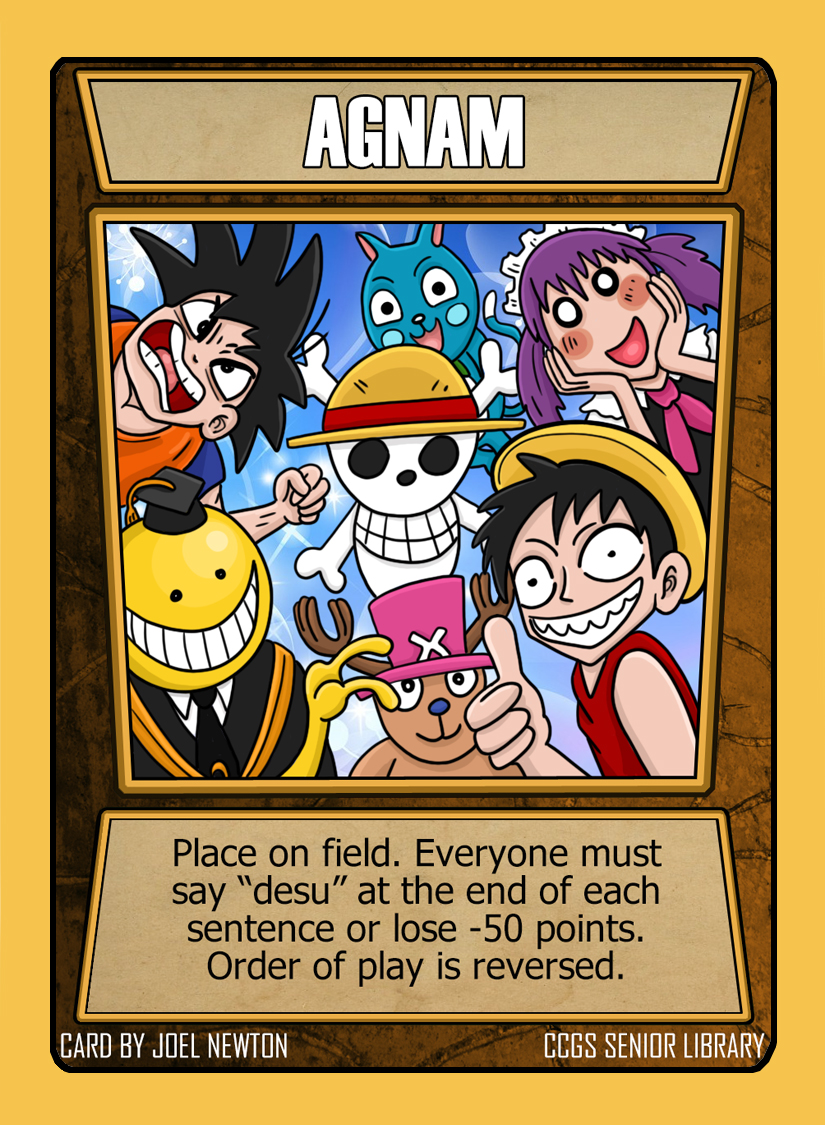 AGNAM
Place on field. Everyone must
say “desu” at the end of each
sentence or lose -50 points.
Order of play is reversed.
CARD BY JOEL NEWTON
CCGS SENIOR LIBRARY